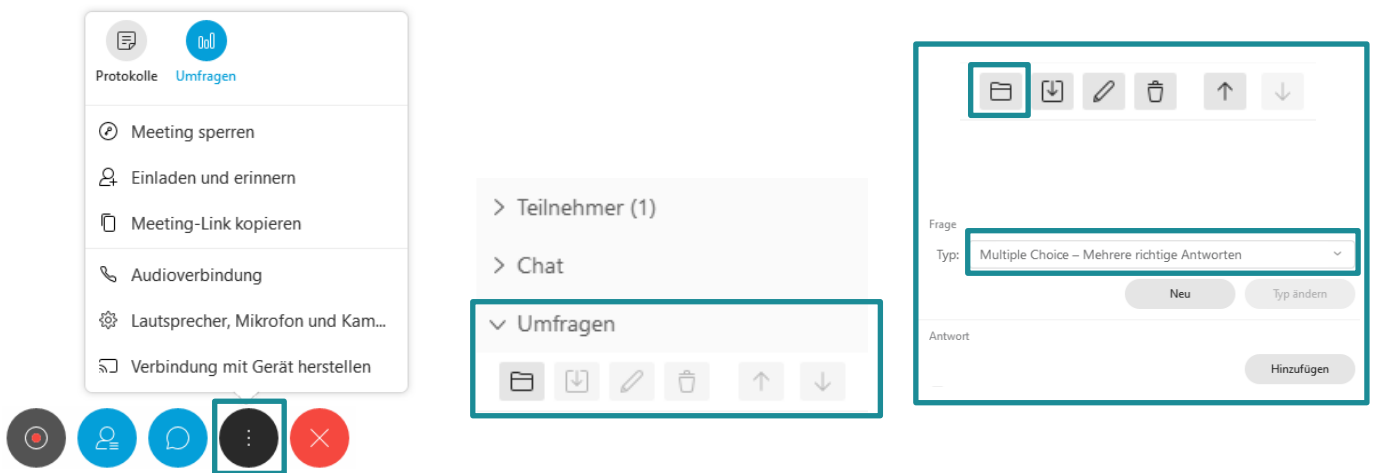 Protokolle Umfragen
Meeting sperren
Einladen und erinnern
Meeting-Link kopieren
Audioverbindung
Lautsprecher, Mikrofon und Kam...
Verbindung mit Gerät herstellen
Teilnehmer (1)
Chat
Umfragen
Frage
Typ: Multiple Choice – Mehrere richtige Antworten
Neu Typ ändern
Antwort
Hinzufügen